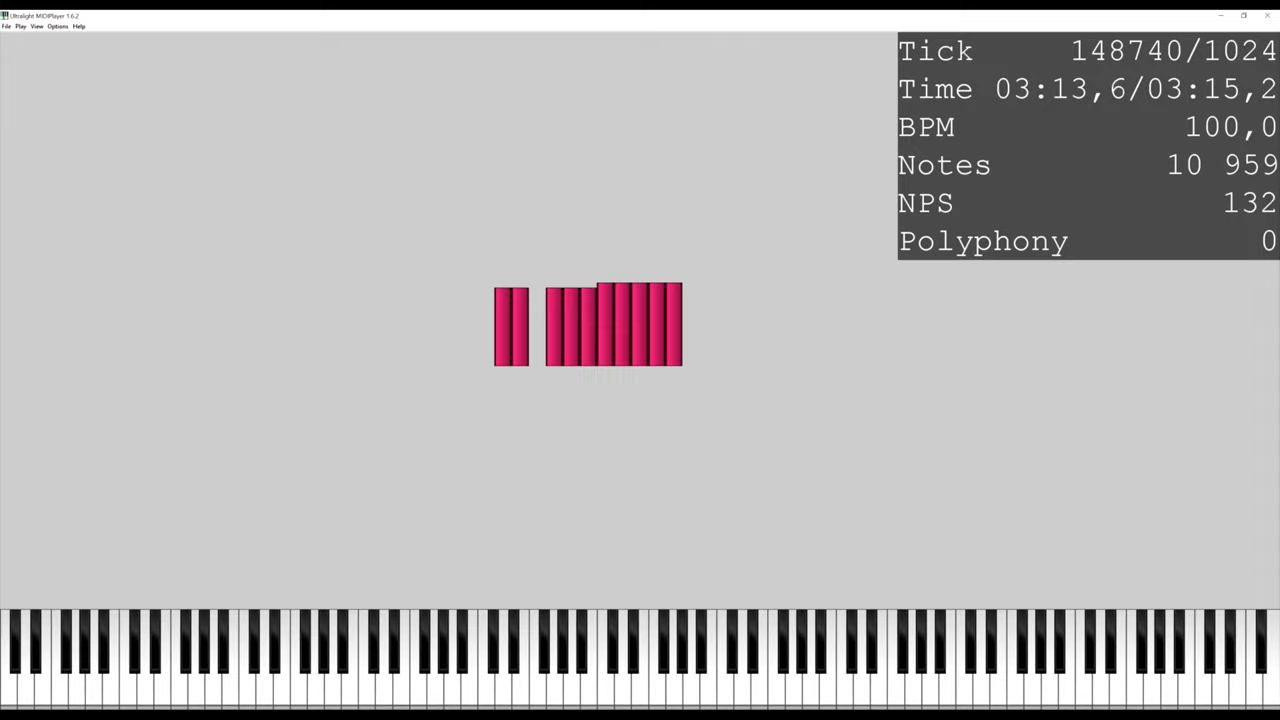 Ultralight MIDIPlayer 1.6.2
File Play View Options Help
Tick 148740/1024
Time 03:13,6/03:15,2
BPM 100,0
Notes 10 959
NPS 132
Polyphony 0